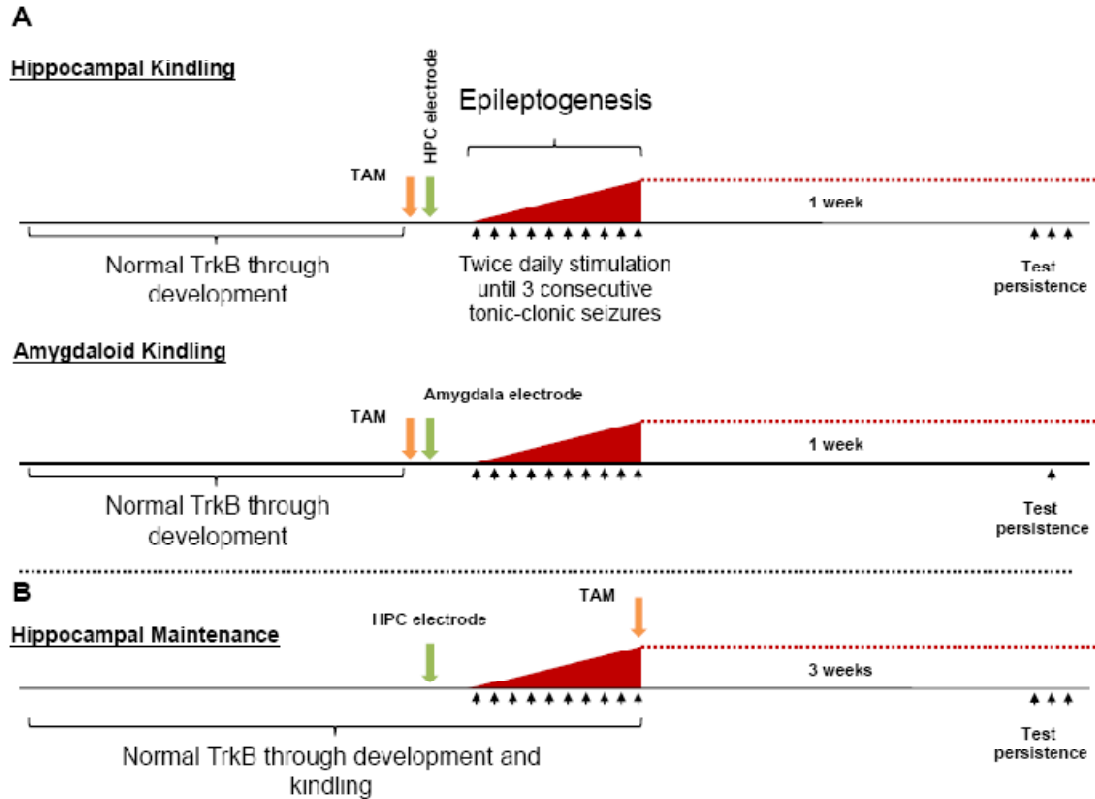 A
Hippocampal Kindling
HPC electrode
Epileptogenesis
TAM
1 week
Normal TrkB through
development
Twice daily stimulation
until 3 consecutive
tonic-clonic seizures
Test
persistence
Amygdaloid Kindling
Amygdala electrode
TAM
1 week
Normal TrkB through
development
Test
persistence
B
TAM
HPC electrode
Hippocampal Maintenance
3 weeks
Normal TrkB through development and
kindling
Test
persistence